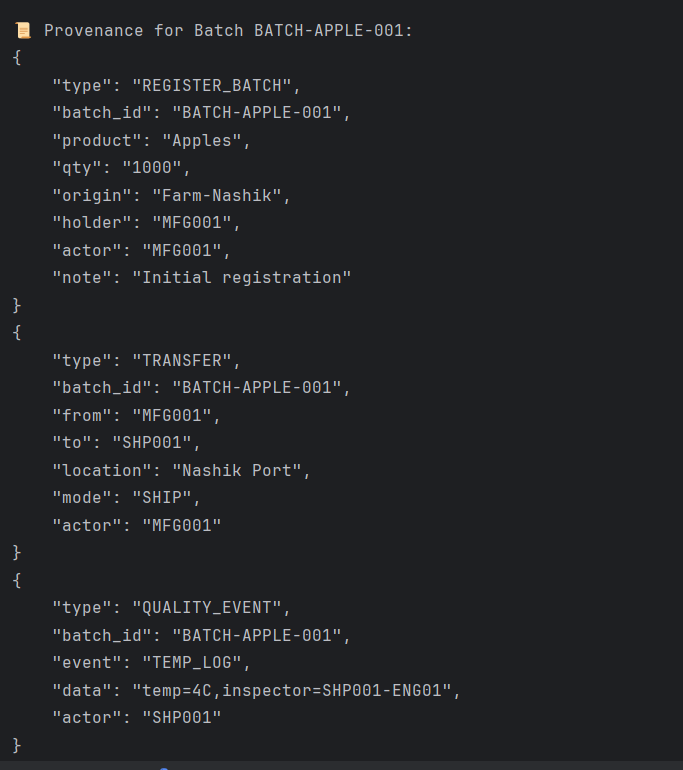 📜 Provenance for Batch BATCH-APPLE-001:
{
    "type": "REGISTER_BATCH",
    "batch_id": "BATCH-APPLE-001",
    "product": "Apples",
    "qty": "1000",
    "origin": "Farm-Nashik",
    "holder": "MFG001",
    "actor": "MFG001",
    "note": "Initial registration"
}
{
    "type": "TRANSFER",
    "batch_id": "BATCH-APPLE-001",
    "from": "MFG001",
    "to": "SHP001",
    "location": "Nashik Port",
    "mode": "SHIP",
    "actor": "MFG001"
}
{
    "type": "QUALITY_EVENT",
    "batch_id": "BATCH-APPLE-001",
    "event": "TEMP_LOG",
    "data": "temp=4C,inspector=SHP001-ENG01",
    "actor": "SHP001"
}